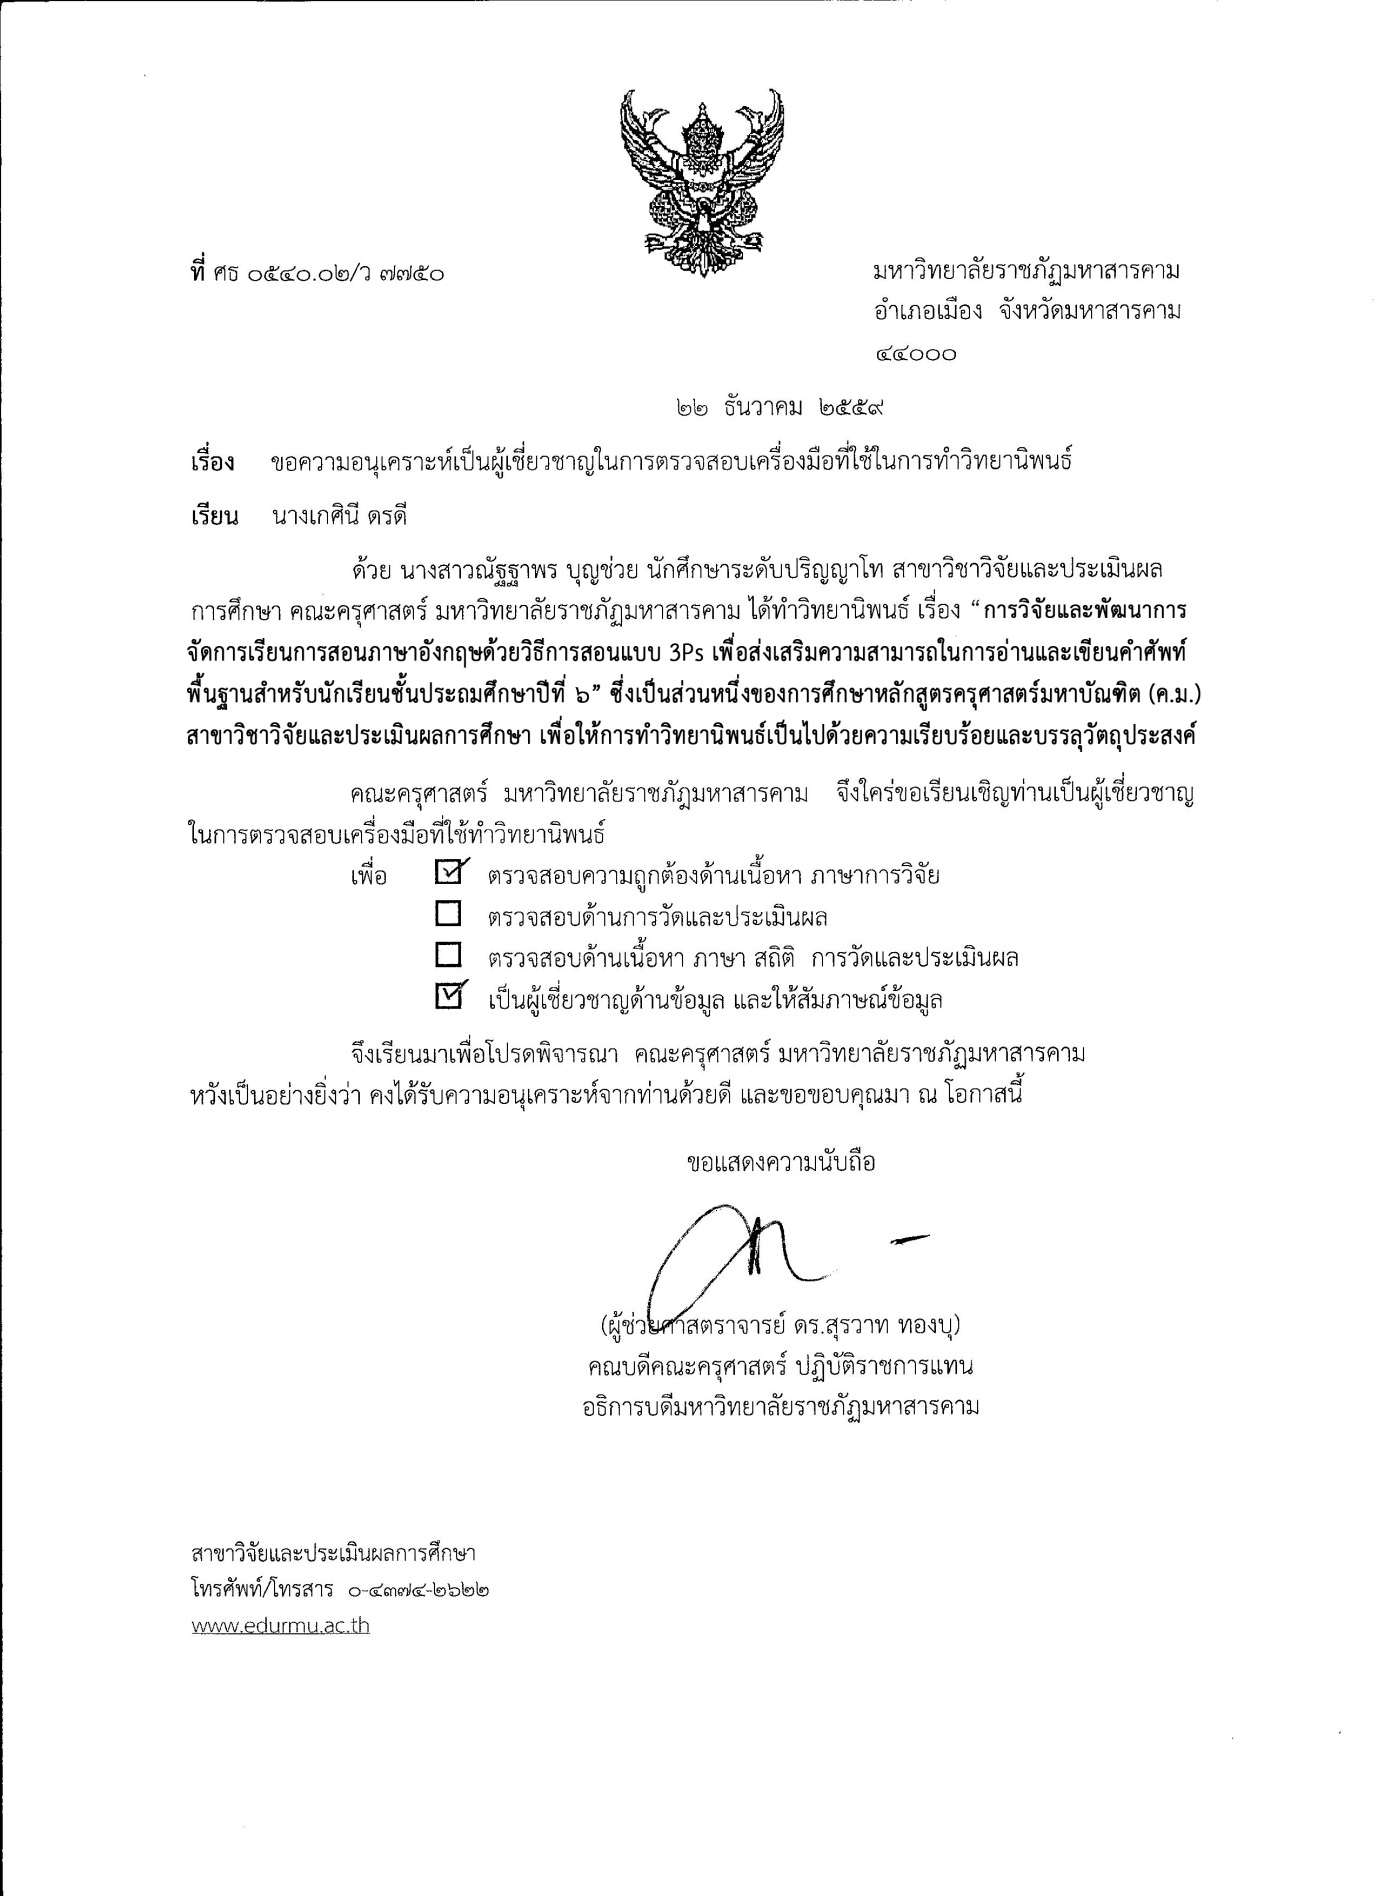 ที่ ศธ ๐๕๔๐.๐๒/ว ๗๗๕๐
มหาวิทยาลัยราชภัฏมหาสารคาม
อำเภอเมือง จังหวัดมหาสารคาม
๔๔๐๐๐
๒๒ ธันวาคม ๒๕๕๙
เรื่อง ขอความอนุเคราะห์เป็นผู้เชี่ยวชาญในการตรวจสอบเครื่องมือที่ใช้ในการทำวิทยานิพนธ์
เรียน นางเกศินี ดรดี
ด้วย นางสาวณัฐฐาพร บุญช่วย นักศึกษาระดับปริญญาโท สาขาวิชาวิจัยและประเมินผล
การศึกษา คณะครุศาสตร์ มหาวิทยาลัยราชภัฏมหาสารคาม ได้ทำวิทยานิพนธ์ เรื่อง “การวิจัยและพัฒนาการ
จัดการเรียนการสอนภาษาอังกฤษด้วยวิธีการสอนแบบ 3Ps เพื่อส่งเสริมความสามารถในการอ่านและเขียนคำศัพท์
พื้นฐานสำหรับนักเรียนชั้นประถมศึกษาปีที่ ๖” ซึ่งเป็นส่วนหนึ่งของการศึกษาหลักสูตรครุศาสตร์มหาบัณฑิต (ค.ม.)
สาขาวิชาวิจัยและประเมินผลการศึกษา เพื่อให้การทำวิทยานิพนธ์เป็นไปด้วยความเรียบร้อยและบรรลุวัตถุประสงค์
คณะครุศาสตร์ มหาวิทยาลัยราชภัฏมหาสารคาม จึงใคร่ขอเรียนเชิญท่านเป็นผู้เชี่ยวชาญ
ในการตรวจสอบเครื่องมือที่ใช้ทำวิทยานิพนธ์
เพื่อ ตรวจสอบความถูกต้องด้านเนื้อหา ภาษาการวิจัย
ตรวจสอบด้านการวัดและประเมินผล
ตรวจสอบด้านเนื้อหา ภาษา สถิติ การวัดและประเมินผล
เป็นผู้เชี่ยวชาญด้านข้อมูล และให้สัมภาษณ์ข้อมูล
จึงเรียนมาเพื่อโปรดพิจารณา คณะครุศาสตร์ มหาวิทยาลัยราชภัฏมหาสารคาม
หวังเป็นอย่างยิ่งว่า คงได้รับความอนุเคราะห์จากท่านด้วยดี และขอขอบคุณมา ณ โอกาสนี้
ขอแสดงความนับถือ
(ผู้ช่วยศาสตราจารย์ ดร.สุรวาท ทองบุ)
คณบดีคณะครุศาสตร์ ปฏิบัติราชการแทน
อธิการบดีมหาวิทยาลัยราชภัฏมหาสารคาม
สาขาวิจัยและประเมินผลการศึกษา
โทรศัพท์/โทรสาร ๐-๔๓๗๔-๒๖๒๒
www.edurmu.ac.th